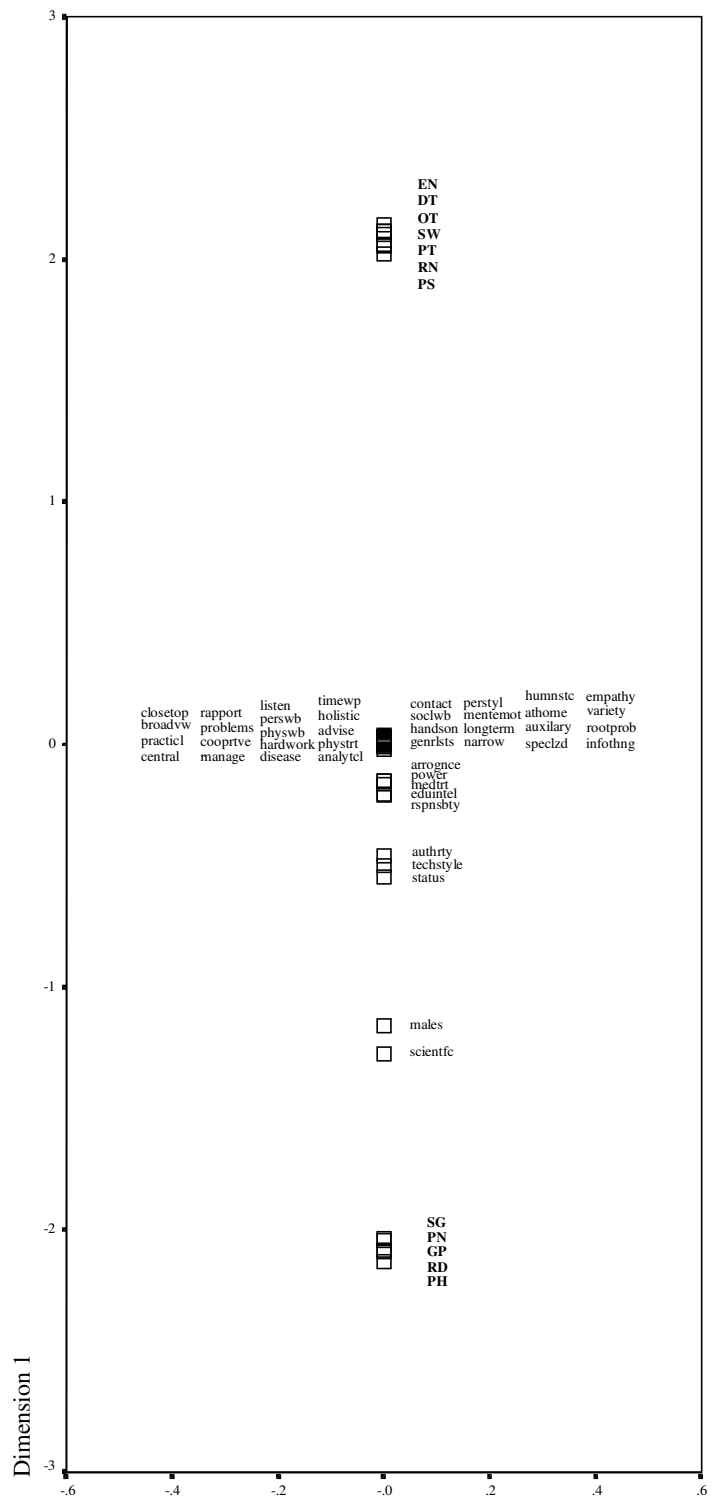 3
EN
DT
OT
SW
PT
RN
PS
2
1
closetop rapport listen timewp contact perstyl humnstc empathy
broadvw problems perswb holistic soclwb mentemot athome variety
practicl cooprtve physwb advise handson longterm auxilary rootprob
central manage hardwork phystrt genrlsts narrow speclzd infothng
disease analytcl
0
arrognce
power
medtrt
eduintel
rspnsbty
authrty
techstyle
status
-1
males
scientfc
-2
SG
PN
GP
RD
PH
Dimension 1
-3
-.6 -.4 -.2 -.0 .2 .4 .6